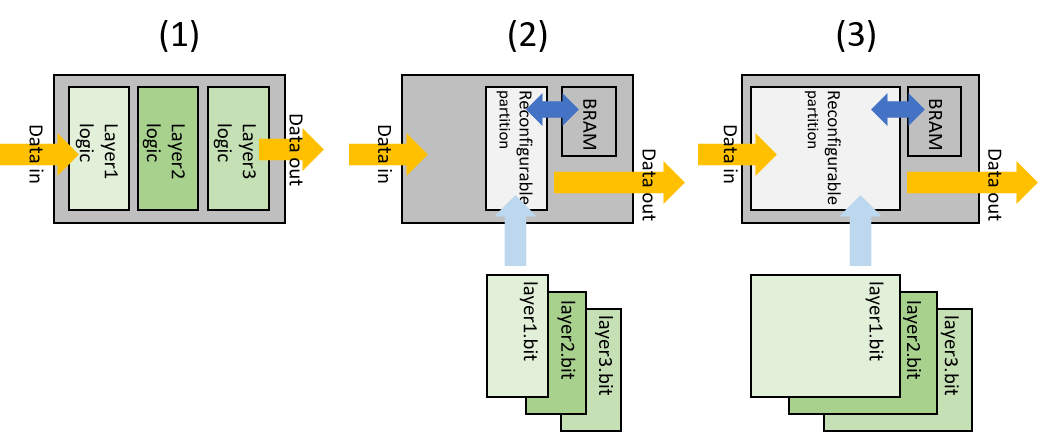 (1)
Data in
Layer1
logic
Layer2
logic
Layer3
logic
Data out
(2)
Data in
Reconfigurable
partition
BRAM
Data out
layer1.bit
layer2.bit
layer3.bit
(3)
Data in
Reconfigurable
partition
BRAM
Data out
layer1.bit
layer2.bit
layer3.bit